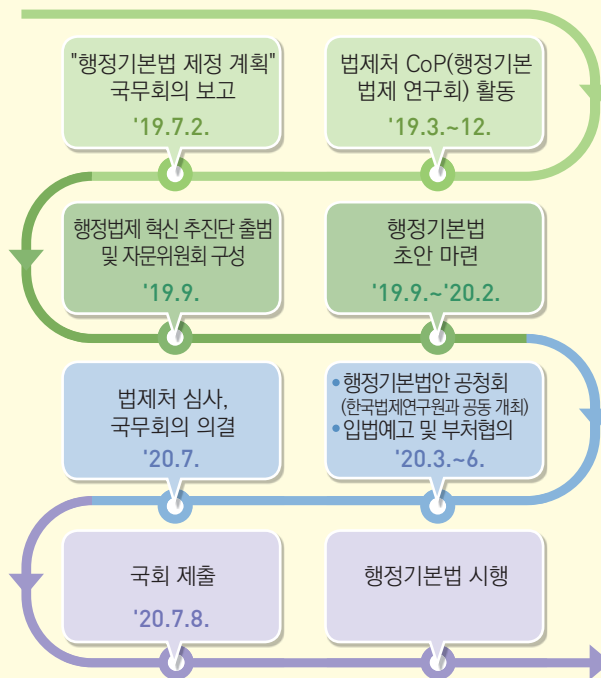 "행정기본법 제정 계획"
국무회의 보고
'19.7.2.
법제처 CoP(행정기본
법제 연구회) 활동
'19.3.~12.
행정법제 혁신 추진단 출범
및 자문위원회 구성
'19.9.
행정기본법
초안 마련
'19.9.~'20.2.
법제처 심사,
국무회의 의결
'20.7.
• 행정기본법안 공청회
(한국법제연구원과 공동 개최)
• 입법예고 및 부처협의
'20.3.~6.
국회 제출
'20.7.8.
행정기본법 시행